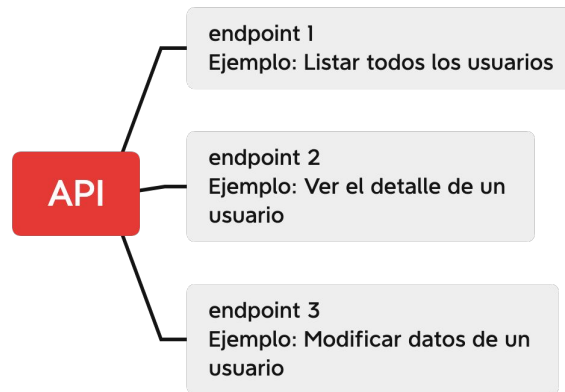 endpoint 1
Ejemplo: Listar todos los usuarios
API
endpoint 2
Ejemplo: Ver el detalle de un
usuario
endpoint 3
Ejemplo: Modificar datos de un
usuario